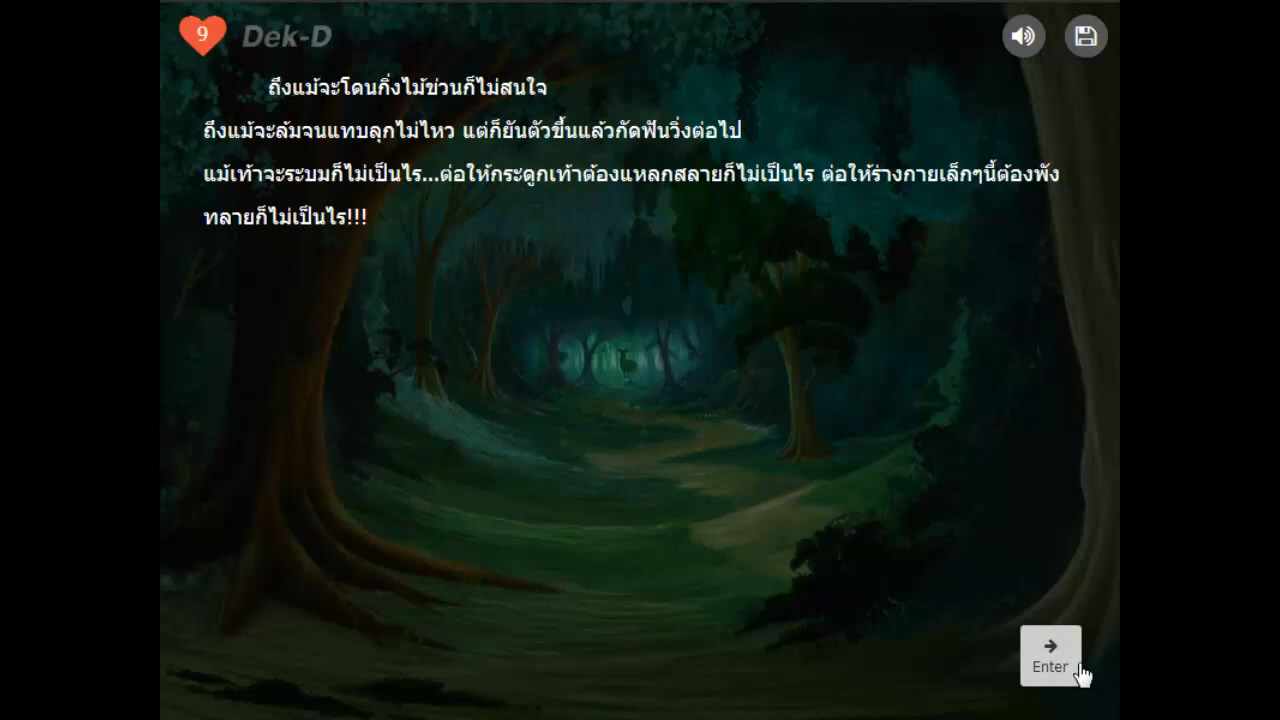 9 Dek-D
ถึงแม้จะโดนกิ่งไม้ข่วนก็ไม่สนใจ
ถึงแม้จะล้มจนแทบลุกไม่ไหว แต่ก็ยันตัวขึ้นแล้วกัดฟันวิ่งต่อไป
แม้เท้าจะระบมก็ไม่เป็นไร...ต่อให้กระดูกเท้าต้องแหลกสลายก็ไม่เป็นไร ต่อให้ร่างกายเล็กๆนี้ต้องพัง
ทลายก็ไม่เป็นไร!!!
Enter